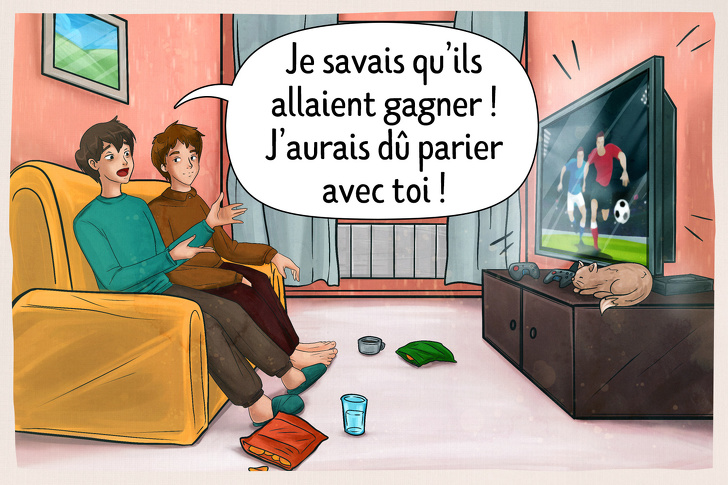 Je savais qu'ils
allaient gagner !
J'aurais dû parier
avec toi !